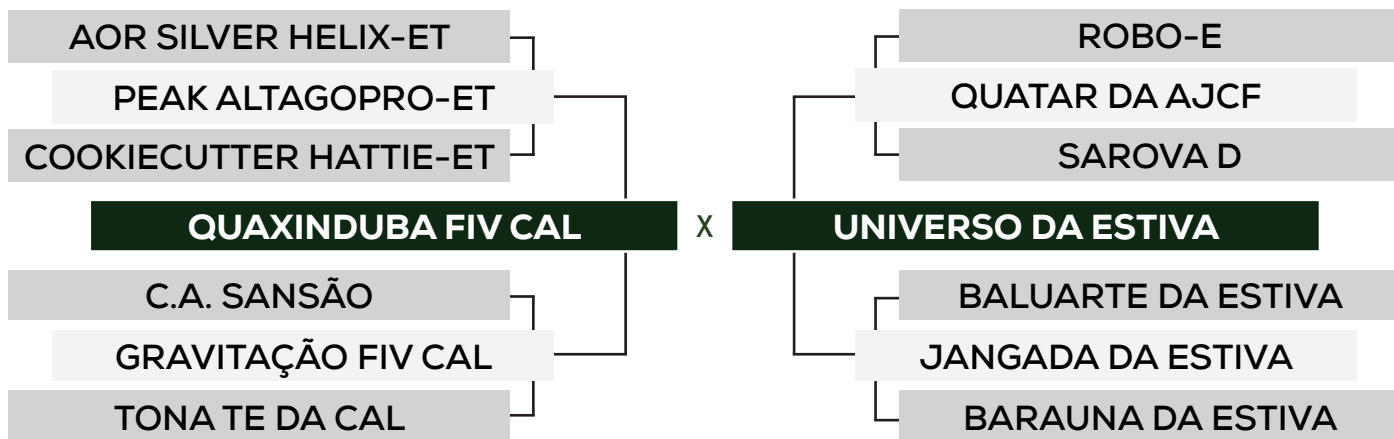 AOR SILVER HELIX-ET
PEAK ALTAGOPRO-ET
COOKIECUTTER HATTIE-ET
QUAXINDUBA FIV CAL
C.A. SANSÃO
GRAVITAÇÃO FIV CAL
TONA TE DA CAL
X
ROBO-E
QUATAR DA AJCF
SAROVA D
UNIVERSO DA ESTIVA
BALUARTE DA ESTIVA
JANGADA DA ESTIVA
BARAUNA DA ESTIVA